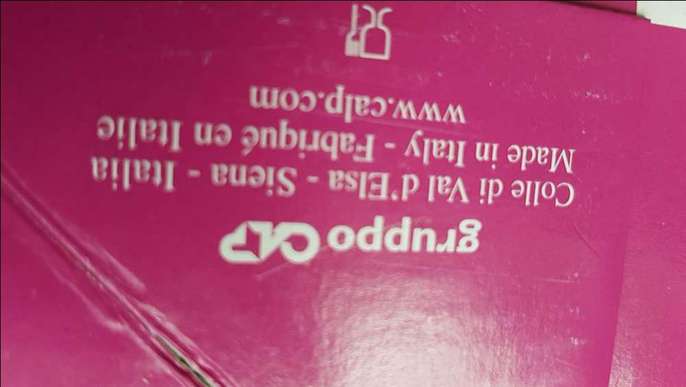 gruppo CALP
Colle di Val d'Elsa - Siena - Italia
Made in Italy - Fabriqué en Italie
www.calp.com